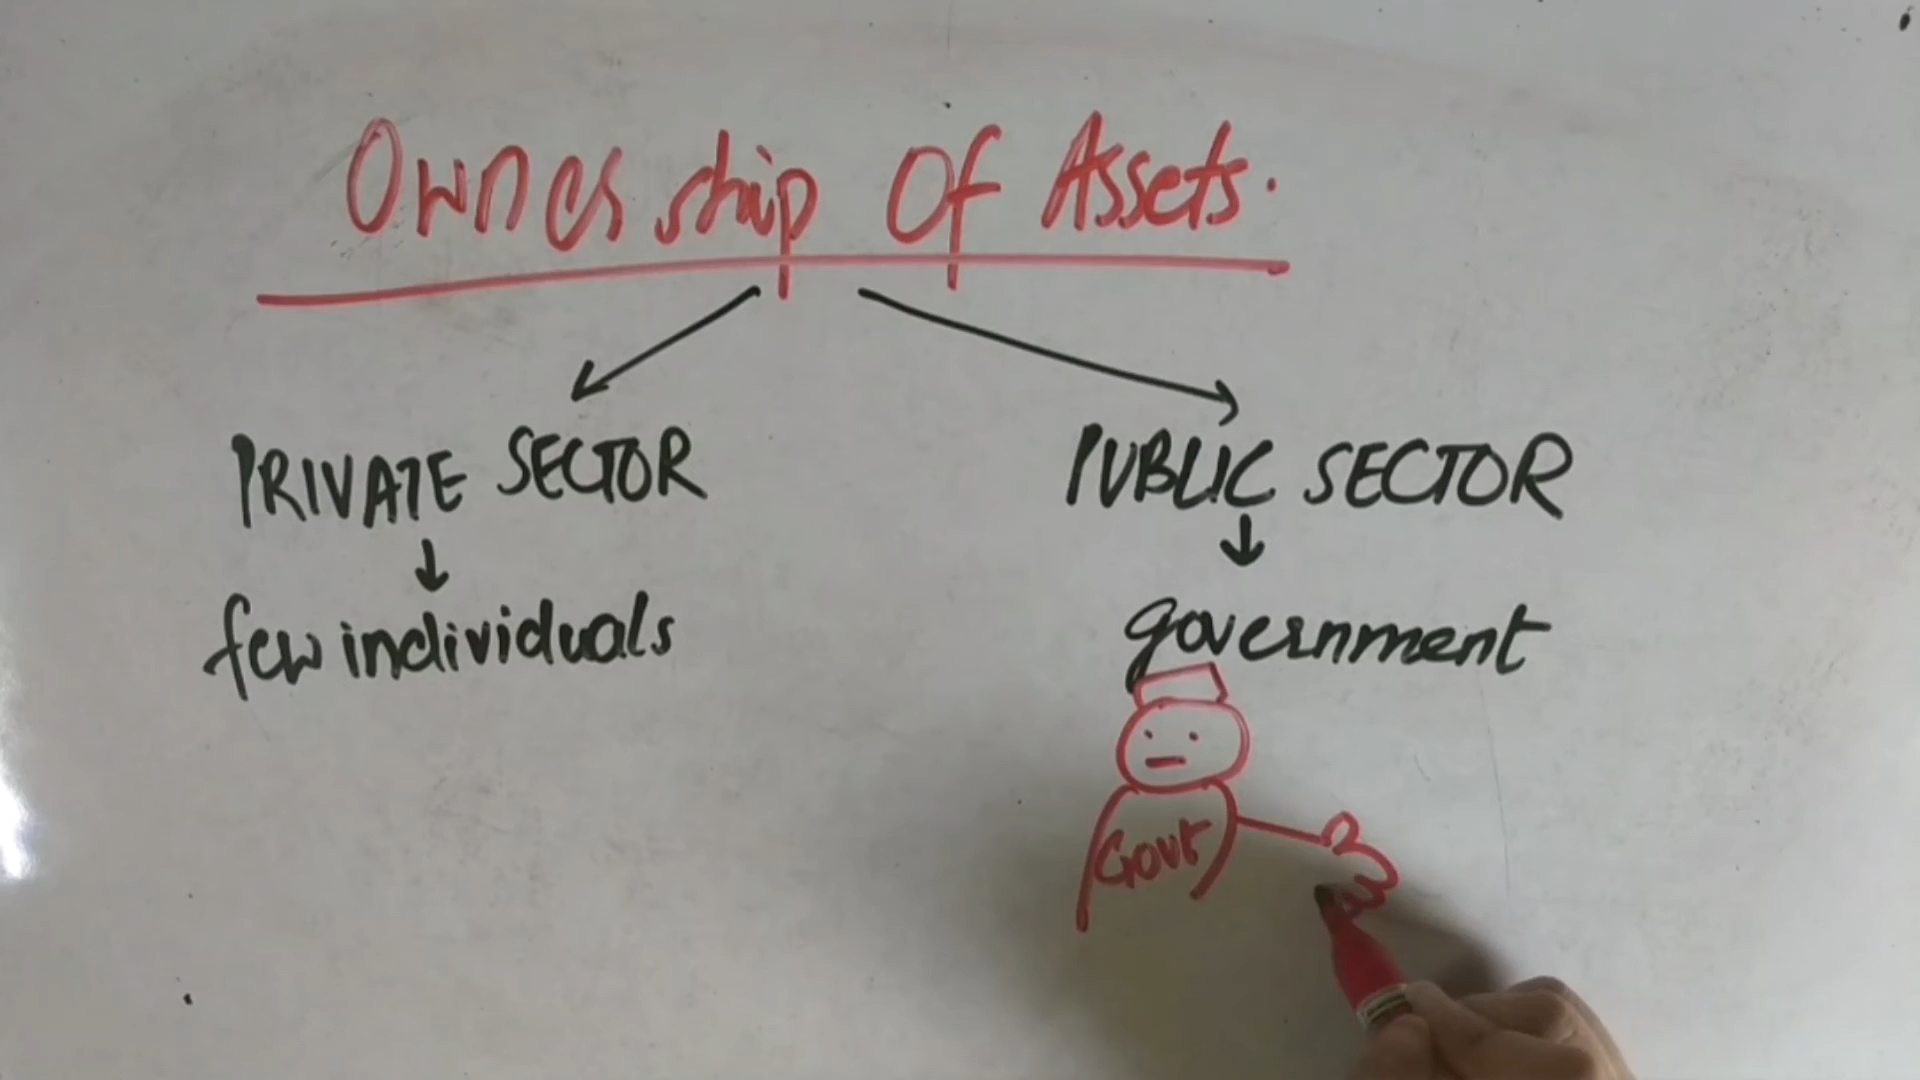 Ownership Of Assets.
PRIVATE SECTOR
PUBLIC SECTOR
few individuals
government
Govt